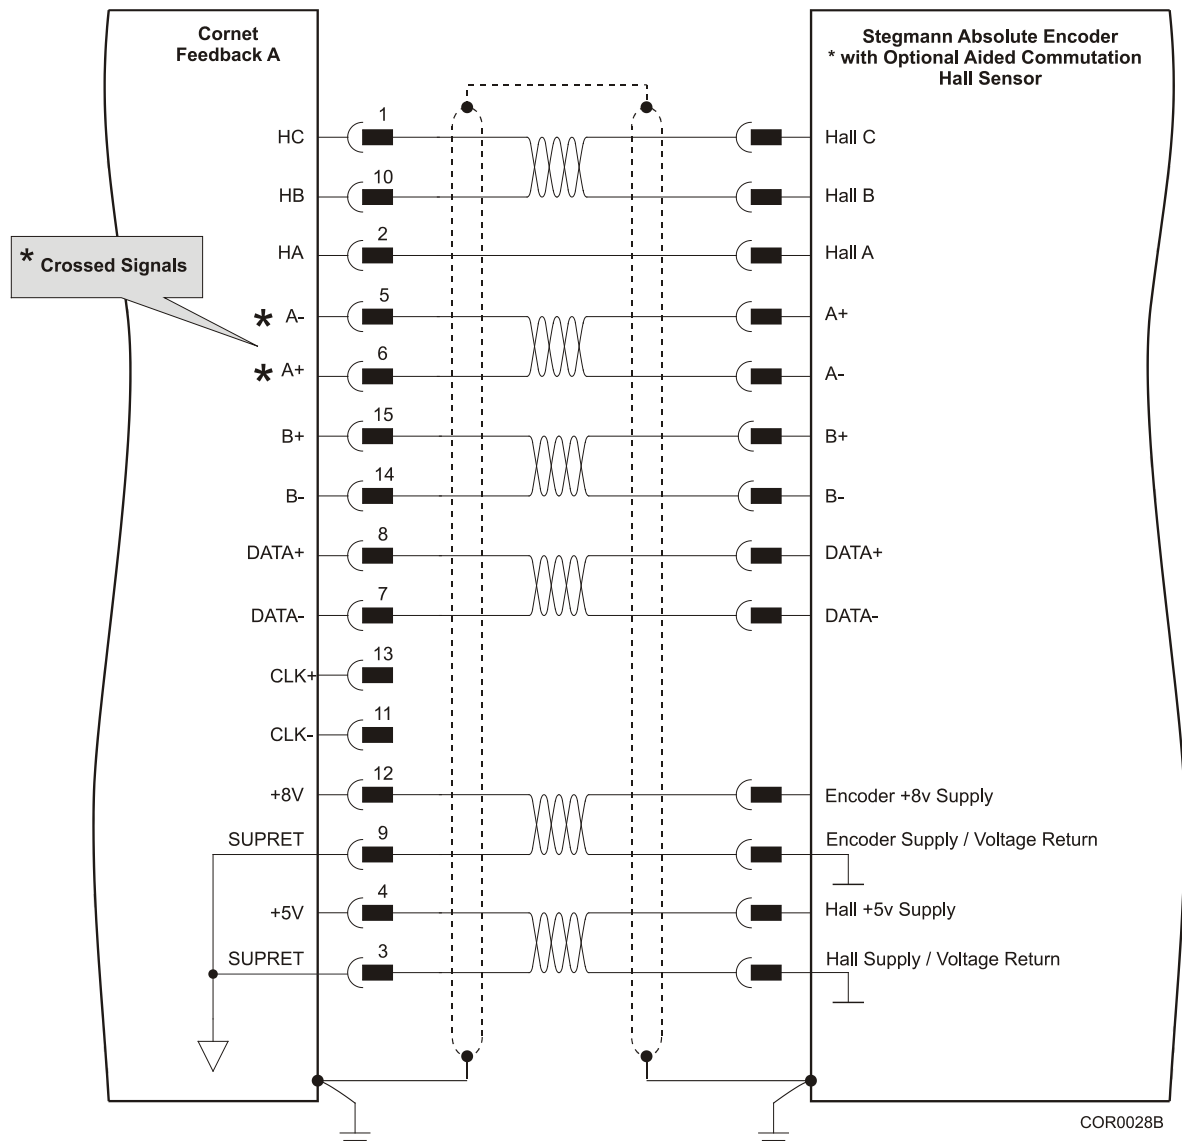 Cornet
Feedback A
Stegmann Absolute Encoder
* with Optional Aided Commutation
Hall Sensor
HC 1 Hall C
HB 10 Hall B
HA 2 Hall A
* Crossed Signals
* A- 5 A+
* A+ 6 A-
B+ 15 B+
B- 14 B-
DATA+ 8 DATA+
DATA- 7 DATA-
CLK+ 13
CLK- 11
+8V 12 Encoder +8v Supply
SUPRET 9 Encoder Supply / Voltage Return
+5V 4 Hall +5v Supply
SUPRET 3 Hall Supply / Voltage Return
COR0028B